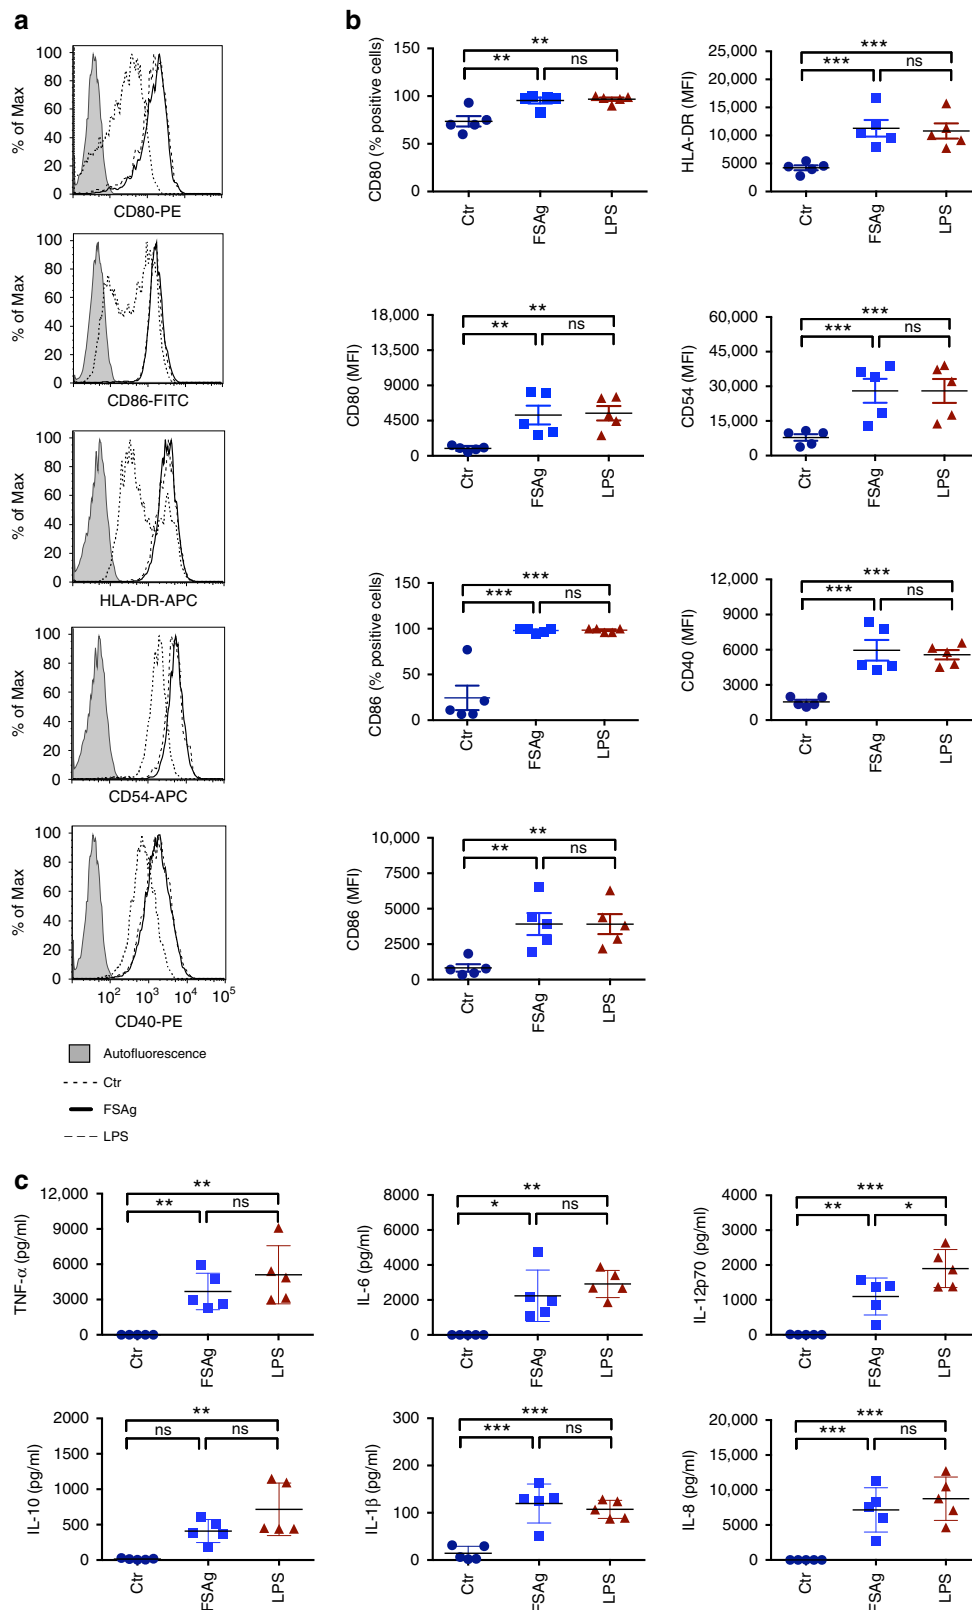 a
100
80
60
40
20
0
% of Max
CD80-PE
100
80
60
40
20
0
% of Max
CD86-FITC
100
80
60
40
20
0
% of Max
HLA-DR-APC
100
80
60
40
20
0
% of Max
CD54-APC
100
80
60
40
20
0
% of Max
10² 10³ 10⁴ 10⁵
CD40-PE
Autofluorescence
Ctr
FSAg
LPS
b
CD80 (% positive cells)
150
100
50
0
**
** ns
Ctr FSAg LPS
HLA-DR (MFI)
25,000
20,000
15,000
10,000
5000
0
***
*** ns
Ctr FSAg LPS
CD80 (MFI)
18,000
13,500
9000
4500
0
**
** ns
Ctr FSAg LPS
CD54 (MFI)
60,000
45,000
30,000
15,000
0
***
*** ns
Ctr FSAg LPS
CD86 (% positive cells)
150
100
50
0
***
*** ns
Ctr FSAg LPS
CD40 (MFI)
12,000
9000
6000
3000
0
***
*** ns
Ctr FSAg LPS
CD86 (MFI)
10,000
7500
5000
2500
0
**
** ns
Ctr FSAg LPS
c
TNF-α (pg/ml)
12,000
9000
6000
3000
0
**
** ns
Ctr FSAg LPS
IL-6 (pg/ml)
8000
6000
4000
2000
0
**
* ns
Ctr FSAg LPS
IL-12p70 (pg/ml)
4000
3000
2000
1000
0
***
** *
Ctr FSAg LPS
IL-10 (pg/ml)
2000
1500
1000
500
0
**
ns ns
Ctr FSAg LPS
IL-1β (pg/ml)
300
200
100
0
***
*** ns
Ctr FSAg LPS
IL-8 (pg/ml)
40,000
30,000
20,000
10,000
0
***
*** ns
Ctr FSAg LPS